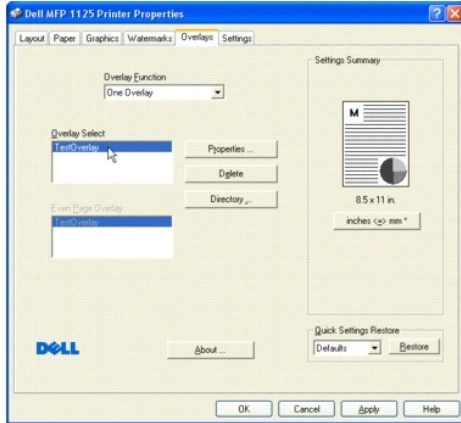 Dell MFP 1125 Printer Properties
Layout Paper Graphics Watermarks Overlays Settings
Overlay Function
One Overlay
Overlay Select
TestOverlay
Properties ...
Delete
Directory ...
Even Page Overlay
TestOverlay
Settings Summary
M
8.5 x 11 in.
inches <=> mm *
DELL
About ...
Quick Settings Restore
Defaults
Restore
OK Cancel Apply Help